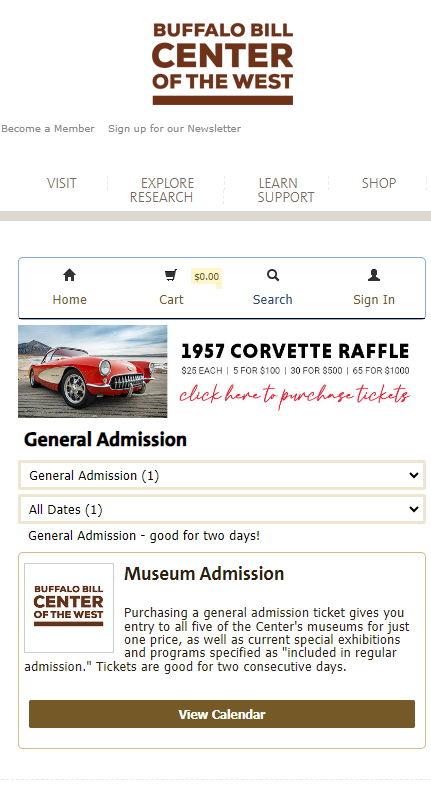 BUFFALO BILL
CENTER
OF THE WEST
Become a Member Sign up for our Newsletter
VISIT EXPLORE LEARN SHOP
RESEARCH SUPPORT
Home Cart $0.00 Search Sign In
1957 CORVETTE RAFFLE
$25 EACH | 5 FOR $100 | 30 FOR $500 | 65 FOR $1000
click here to purchase tickets
General Admission
General Admission (1)
All Dates (1)
General Admission - good for two days!
BUFFALO BILL
CENTER
OF THE WEST
Museum Admission
Purchasing a general admission ticket gives you
entry to all five of the Center's museums for just
one price, as well as current special exhibitions
and programs specified as "included in regular
admission." Tickets are good for two consecutive days.
View Calendar